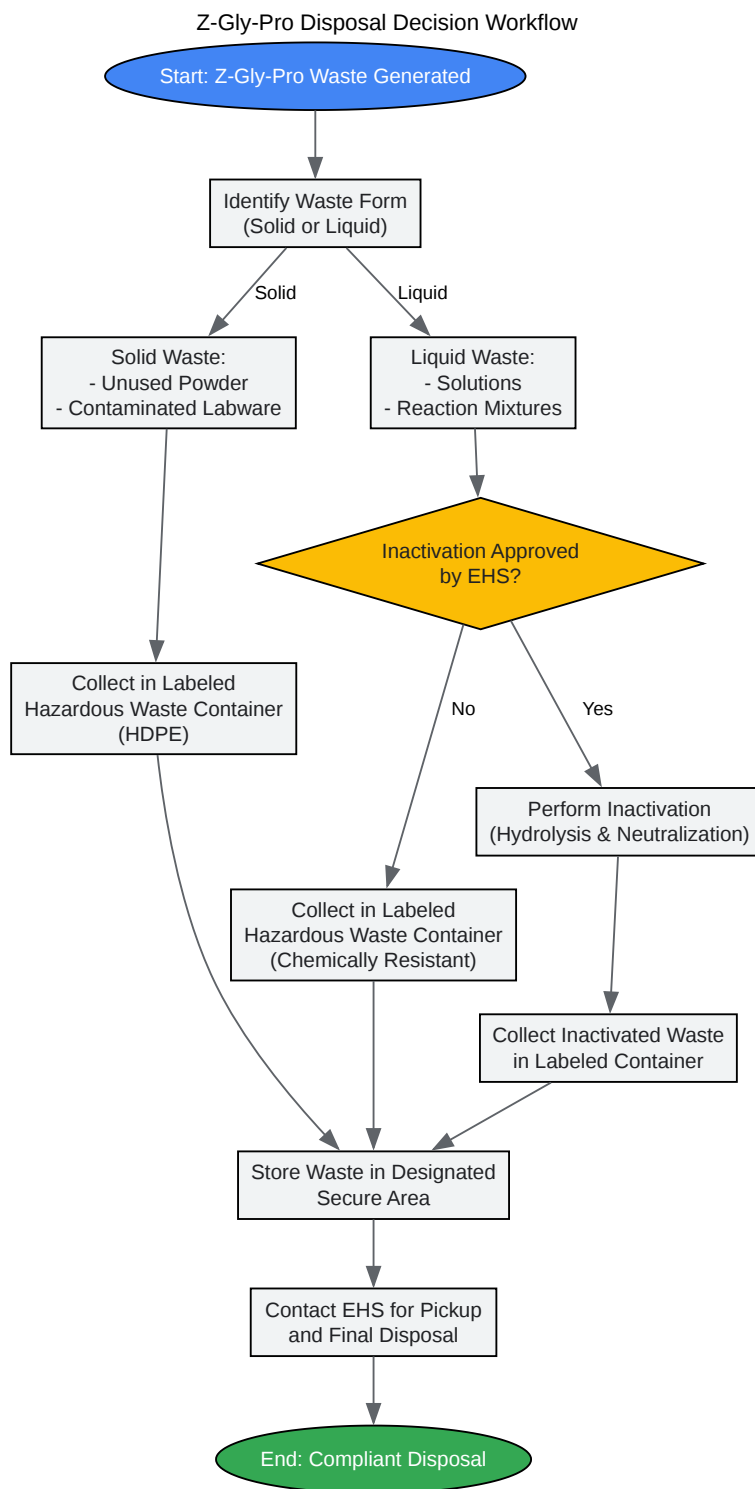 Z-Gly-Pro Disposal Decision Workflow
Start: Z-Gly-Pro Waste Generated
Identify Waste Form
(Solid or Liquid)
Solid
Liquid
Solid Waste:
- Unused Powder
- Contaminated Labware
Liquid Waste:
- Solutions
- Reaction Mixtures
Inactivation Approved
by EHS?
Collect in Labeled
Hazardous Waste Container
(HDPE)
No
Yes
Perform Inactivation
(Hydrolysis & Neutralization)
Collect in Labeled
Hazardous Waste Container
(Chemically Resistant)
Collect Inactivated Waste
in Labeled Container
Store Waste in Designated
Secure Area
Contact EHS for Pickup
and Final Disposal
End: Compliant Disposal